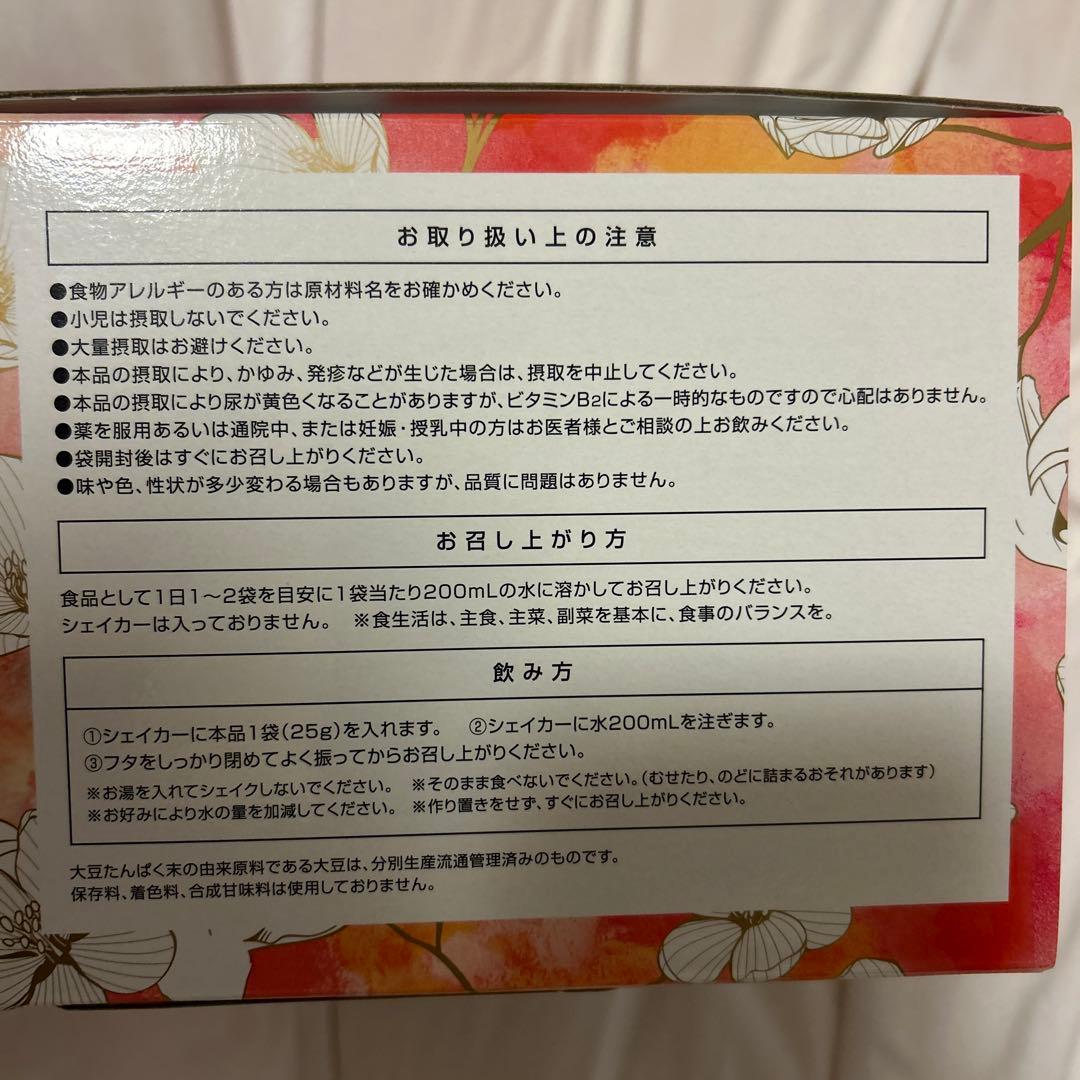 お取り扱い上の注意
●食物アレルギーのある方は原材料名をお確かめください。
●小児は摂取しないでください。
●大量摂取はお避けください。
●本品の摂取により、かゆみ、発疹などが生じた場合は、摂取を中止してください。
●本品の摂取により尿が黄色くなることがありますが、ビタミンB2による一時的なものですので心配はありません。
●薬を服用あるいは通院中、または妊娠・授乳中の方はお医者様とご相談の上お飲みください。
●袋開封後はすぐにお召し上がりください。
●味や色、性状が多少変わる場合もありますが、品質に問題はありません。
お召し上がり方
食品として1日1〜2袋を目安に1袋当たり200mLの水に溶かしてお召し上がりください。
シェイカーは入っておりません。 ※食生活は、主食、主菜、副菜を基本に、食事のバランスを。
飲み方
①シェイカーに本品1袋(25g)を入れます。 ②シェイカーに水200mLを注ぎます。
③フタをしっかり閉めてよく振ってからお召し上がりください。
※お湯を入れてシェイクしないでください。 ※そのまま食べないでください。(むせたり、のどに詰まるおそれがあります)
※お好みにより水の量を加減してください。 ※作り置きをせず、すぐにお召し上がりください。
大豆たんぱく末の由来原料である大豆は、分別生産流通管理済みのものです。
保存料、着色料、合成甘味料は使用しておりません。